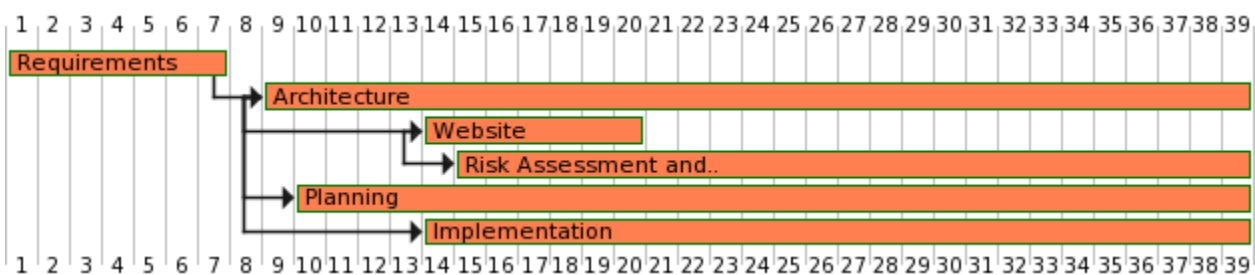 1 2 3 4 5 6 7 8 9 10 11 12 13 14 15 16 17 18 19 20 21 22 23 24 25 26 27 28 29 30 31 32 33 34 35 36 37 38 39
Requirements
Architecture
Website
Risk Assessment and..
Planning
Implementation
1 2 3 4 5 6 7 8 9 10 11 12 13 14 15 16 17 18 19 20 21 22 23 24 25 26 27 28 29 30 31 32 33 34 35 36 37 38 39